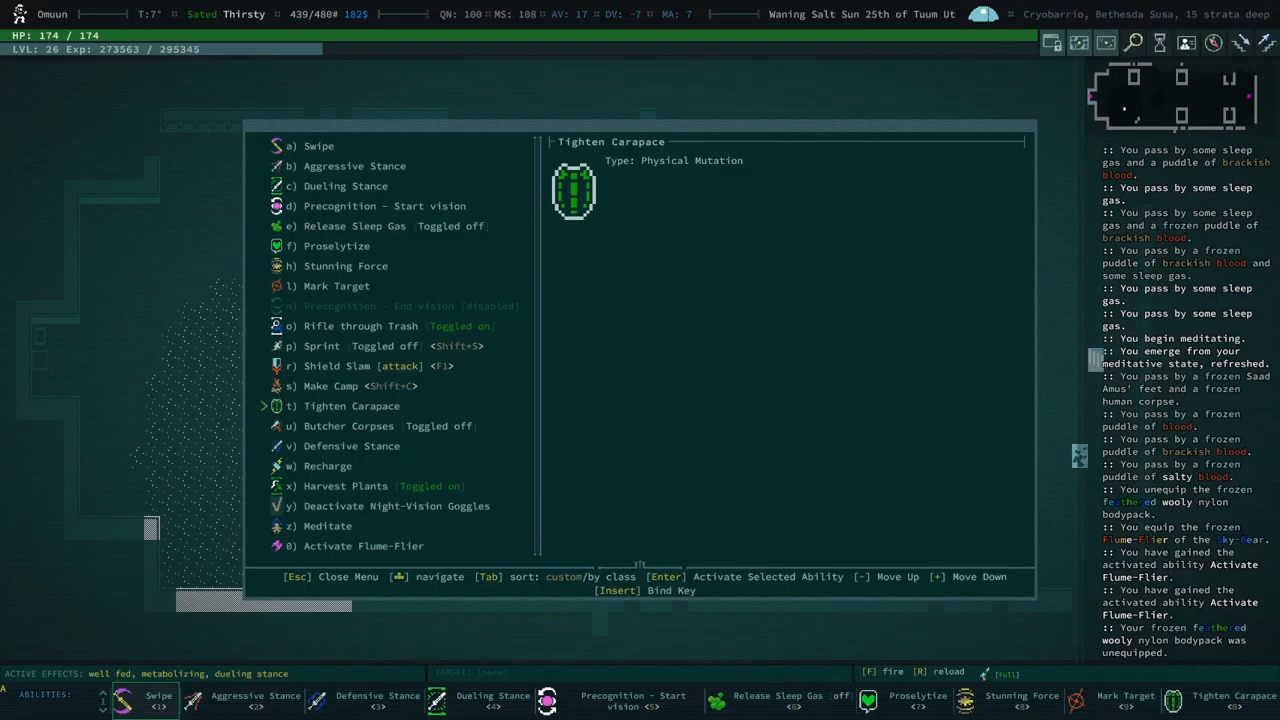 Omuun T:7° Sated Thirsty 439/480# 182$ QN: 100 MS: 108 AV: 17 DV: -7 MA: 7 Waning Salt Sun 25th of Tuum Ut Cryobarrio, Bethesda Susa, 15 strata deep
HP: 174 / 174
LVL: 26 Exp: 273563 / 295345
a) Swipe
b) Aggressive Stance
c) Dueling Stance
d) Precognition - Start vision
e) Release Sleep Gas [Toggled off]
f) Proselytize
h) Stunning Force
l) Mark Target
n) Precognition - End vision [disabled]
o) Rifle through Trash [Toggled on]
p) Sprint [Toggled off] <Shift+S>
r) Shield Slam [attack] <F1>
s) Make Camp <Shift+C>
> t) Tighten Carapace
u) Butcher Corpses [Toggled off]
v) Defensive Stance
w) Recharge
x) Harvest Plants [Toggled on]
y) Deactivate Night-Vision Goggles
z) Meditate
0) Activate Flume-Flier
Tighten Carapace
Type: Physical Mutation
[Esc] Close Menu navigate [Tab] sort: custom/by class [Enter] Activate Selected Ability [-] Move Up [+] Move Down
[Insert] Bind Key
:: You pass by some sleep
gas and a puddle of brackish
blood.
:: You pass by some sleep
gas.
:: You pass by some sleep
gas and a frozen puddle of
brackish blood.
:: You pass by a frozen
puddle of brackish blood and
some sleep gas.
:: You pass by some sleep
gas.
:: You pass by some sleep
gas.
:: You begin meditating.
:: You emerge from your
meditative state, refreshed.
:: You pass by a frozen Saad
Amus' feet and a frozen
human corpse.
:: You pass by a frozen
puddle of blood.
:: You pass by a frozen
puddle of brackish blood.
:: You pass by a frozen
puddle of salty blood.
:: You unequip the frozen
feathered wooly nylon
bodypack.
:: You equip the frozen
Flume-Flier of the Sky-Bear.
:: You have gained the
activated ability Activate
Flume-Flier.
:: You have gained the
activated ability Activate
Flume-Flier.
:: Your frozen feathered
wooly nylon bodypack was
unequipped.
ACTIVE EFFECTS: well fed, metabolizing, dueling stance
TARGET: [none]
[F] fire [R] reload [Full]
A
ABILITIES: 1
Swipe <1>
Aggressive Stance <2>
Defensive Stance <3>
Dueling Stance <4>
Precognition - Start vision <5>
Release Sleep Gas off <6>
Proselytize <7>
Stunning Force <8>
Mark Target <9>
Tighten Carapace <0>